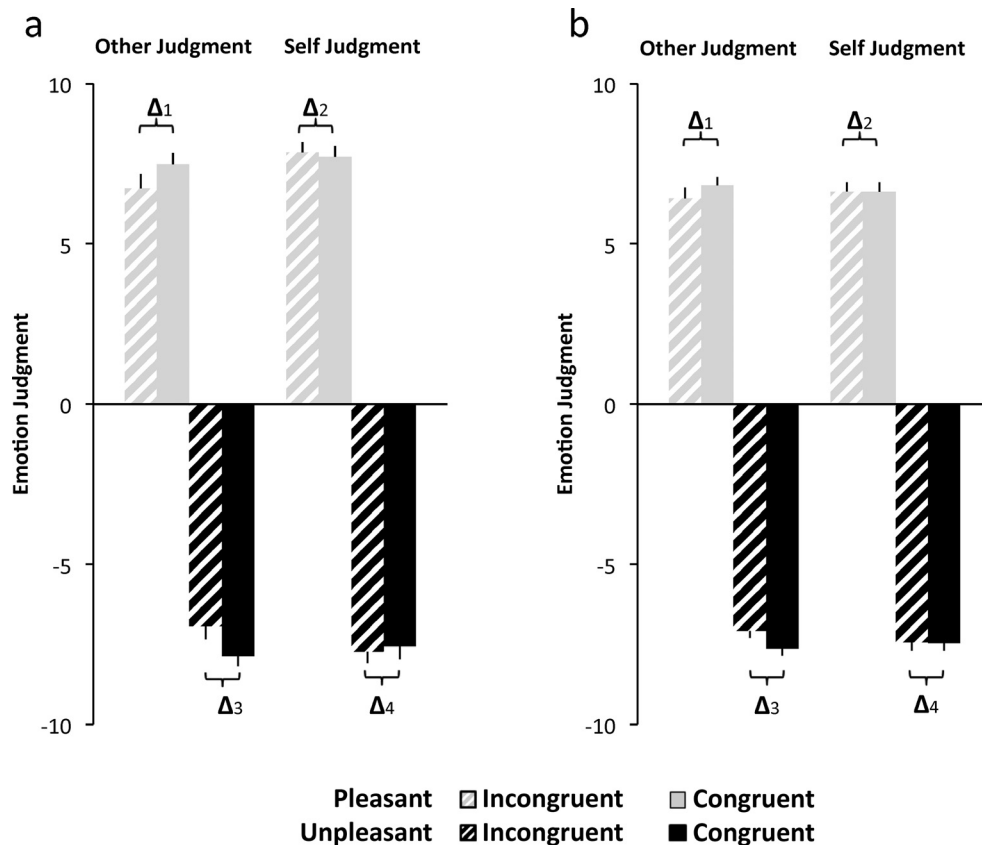 a
Other Judgment Self Judgment
10
Δ1 Δ2
5
0
Emotion Judgment
-5
Δ3 Δ4
-10
b
Other Judgment Self Judgment
10
Δ1 Δ2
5
0
Emotion Judgment
-5
Δ3 Δ4
-10
Pleasant Incongruent Congruent
Unpleasant Incongruent Congruent